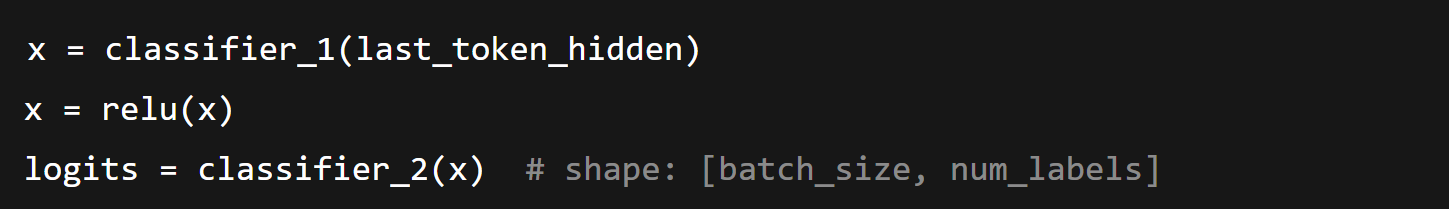 x = classifier_1(last_token_hidden)
x = relu(x)
logits = classifier_2(x)  # shape: [batch_size, num_labels]